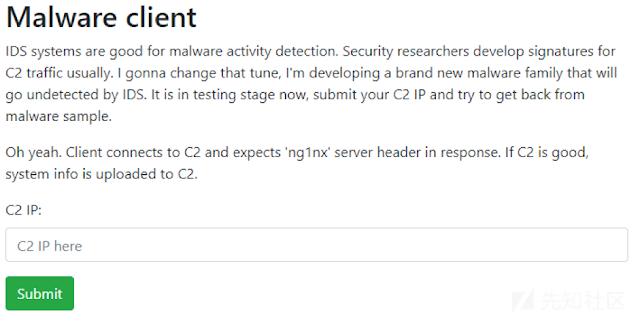 Malware client
IDS systems are good for malware activity detection. Security researchers develop signatures for
C2 traffic usually. I gonna change that tune, I'm developing a brand new malware family that will
go undetected by IDS. It is in testing stage now, submit your C2 IP and try to get back from
malware sample.
Oh yeah. Client connects to C2 and expects 'ng1nx' server header in response. If C2 is good,
system info is uploaded to C2.
C2 IP:
C2 IP here
Submit
先知社区